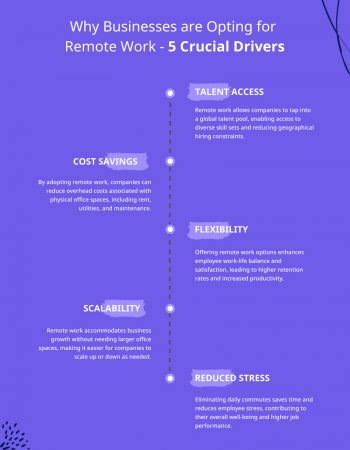 Why Businesses are Opting for
Remote Work - 5 Crucial Drivers
TALENT ACCESS
Remote work allows companies to tap into
a global talent pool, enabling access to
diverse skill sets and reducing geographical
hiring constraints.
COST SAVINGS
By adopting remote work, companies can
reduce overhead costs associated with
physical office spaces, including rent,
utilities, and maintenance.
FLEXIBILITY
Offering remote work options enhances
employee work-life balance and
satisfaction, leading to higher retention
rates and increased productivity.
SCALABILITY
Remote work accommodates business
growth without needing larger office
spaces, making it easier for companies to
scale up or down as needed.
REDUCED STRESS
Eliminating daily commutes saves time and
reduces employee stress, contributing to
their overall well-being and higher job
performance.